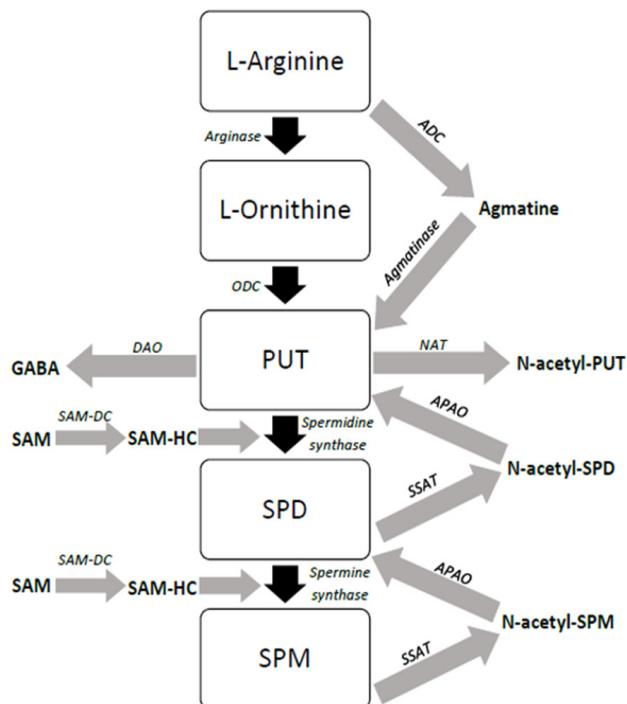 L-Arginine
Arginase
ADC
L-Ornithine
Agmatine
Agmatinase
ODC
PUT
DAO
GABA
NAT
N-acetyl-PUT
SAM-DC
SAM
SAM-HC
Spermidine
synthase
APAO
SPD
SSAT
N-acetyl-SPD
SAM-DC
SAM
SAM-HC
Spermine
synthase
APAO
SPM
SSAT
N-acetyl-SPM